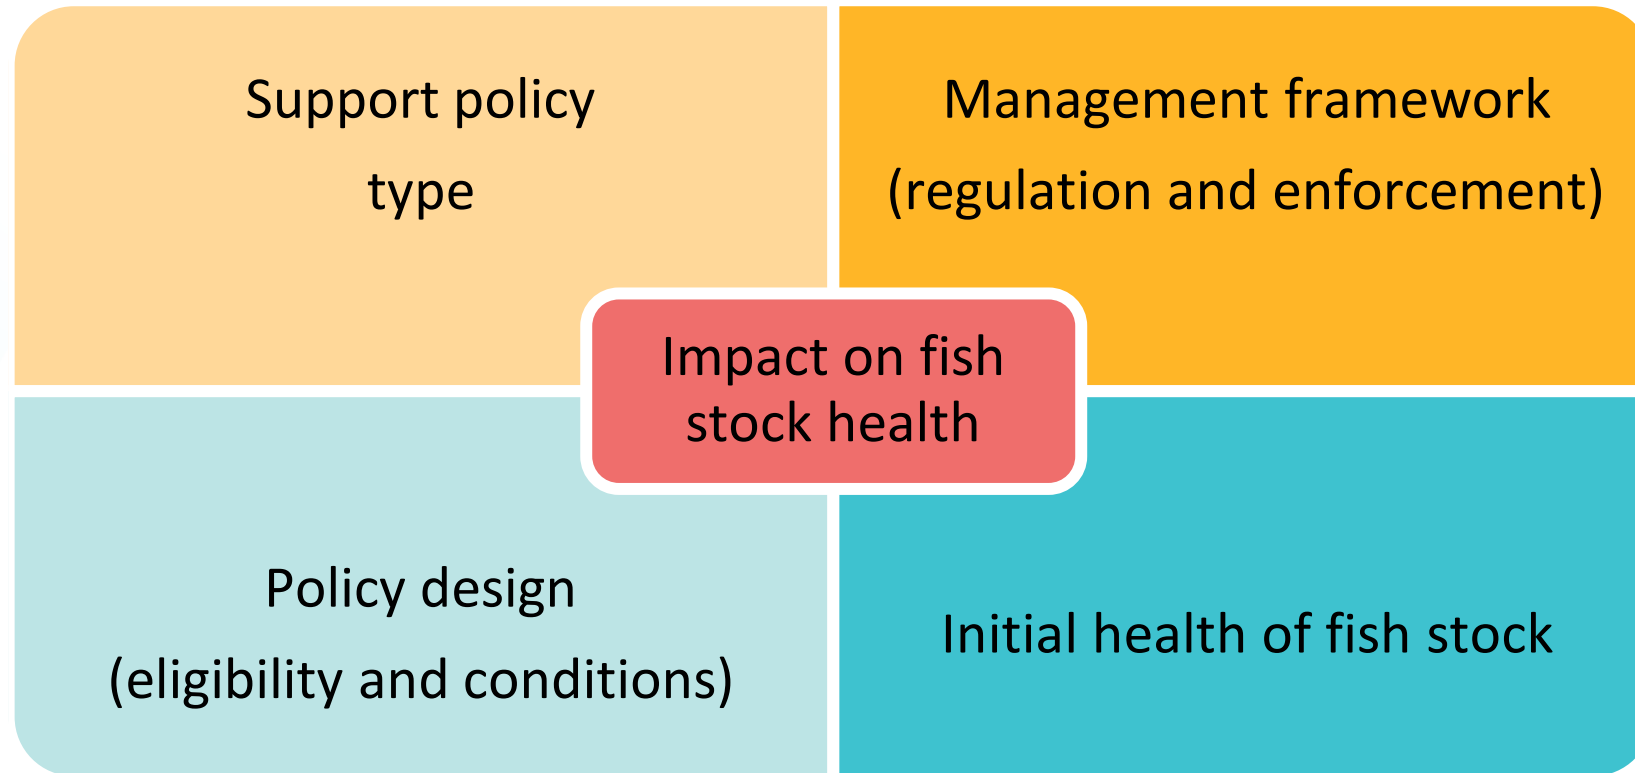 Support policy
type
Management framework
(regulation and enforcement)
Impact on fish
stock health
Policy design
(eligibility and conditions)
Initial health of fish stock